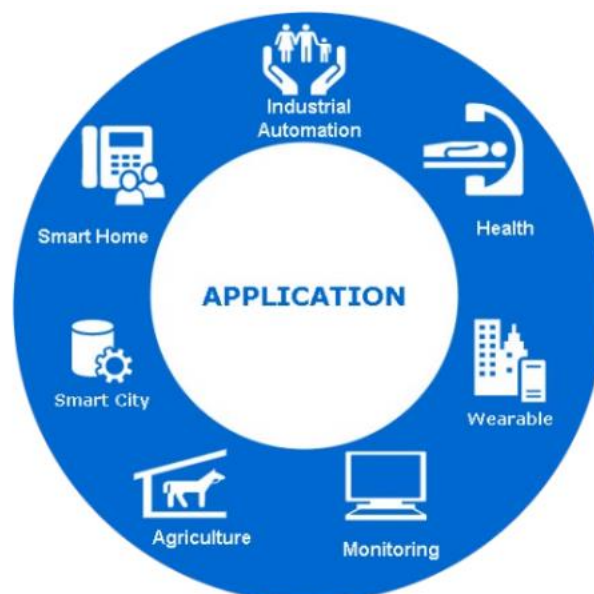 Industrial
Automation
Health
Smart Home
APPLICATION
Smart City
Wearable
Agriculture
Monitoring